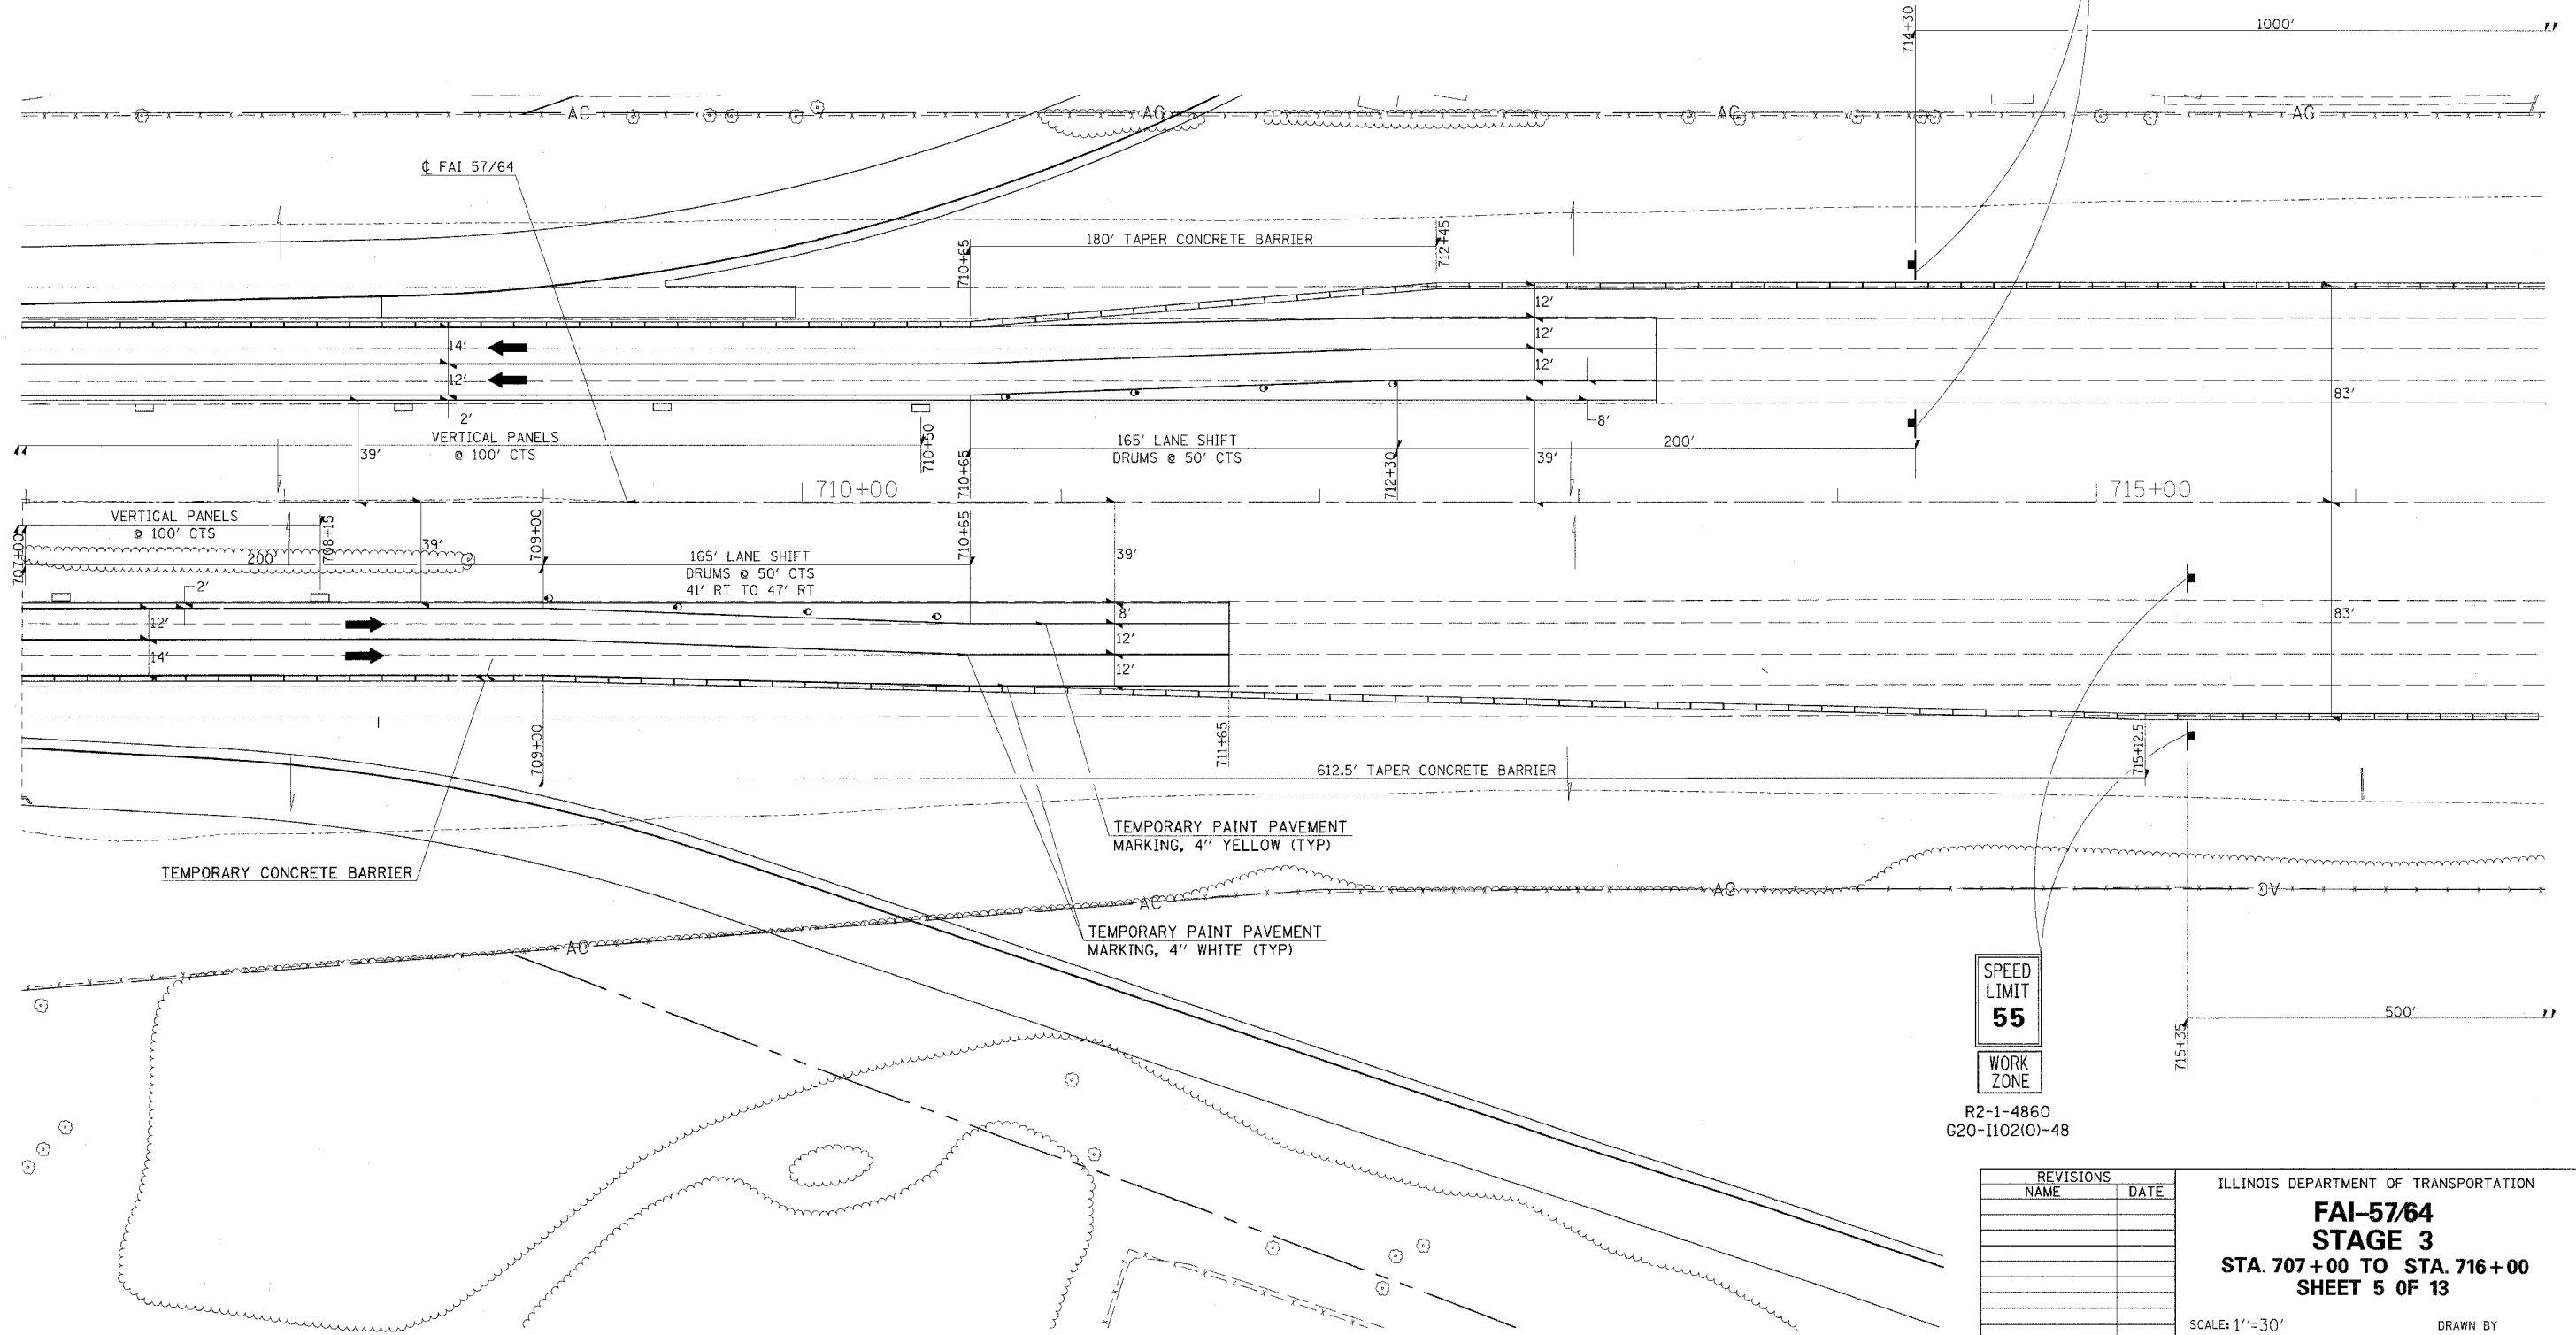 714+30
1000'
AC
AC
AC
AC
℄ FAI 57/64
710+65
180' TAPER CONCRETE BARRIER
712+45
12'
14'
12'
12'
12'
83'
2'
8'
VERTICAL PANELS
@ 100' CTS
39'
710+50
710+65
165' LANE SHIFT
DRUMS @ 50' CTS
712+30
200'
39'
710+00
715+00
VERTICAL PANELS
@ 100' CTS
707+00
200'
708+15
39'
709+00
165' LANE SHIFT
DRUMS @ 50' CTS
41' RT TO 47' RT
710+65
39'
2'
12'
14'
8'
12'
12'
83'
709+00
711+65
612.5' TAPER CONCRETE BARRIER
715+12.5
TEMPORARY PAINT PAVEMENT
MARKING, 4'' YELLOW (TYP)
TEMPORARY CONCRETE BARRIER
AC
AC
AC
AC
TEMPORARY PAINT PAVEMENT
MARKING, 4'' WHITE (TYP)
SPEED
LIMIT
55
WORK
ZONE
R2-1-4860
G20-I102(O)-48
715+35
500'
REVISIONS
NAME DATE
ILLINOIS DEPARTMENT OF TRANSPORTATION
FAI-57/64
STAGE 3
STA. 707+00 TO STA. 716+00
SHEET 5 OF 13
SCALE: 1''=30'
DRAWN BY